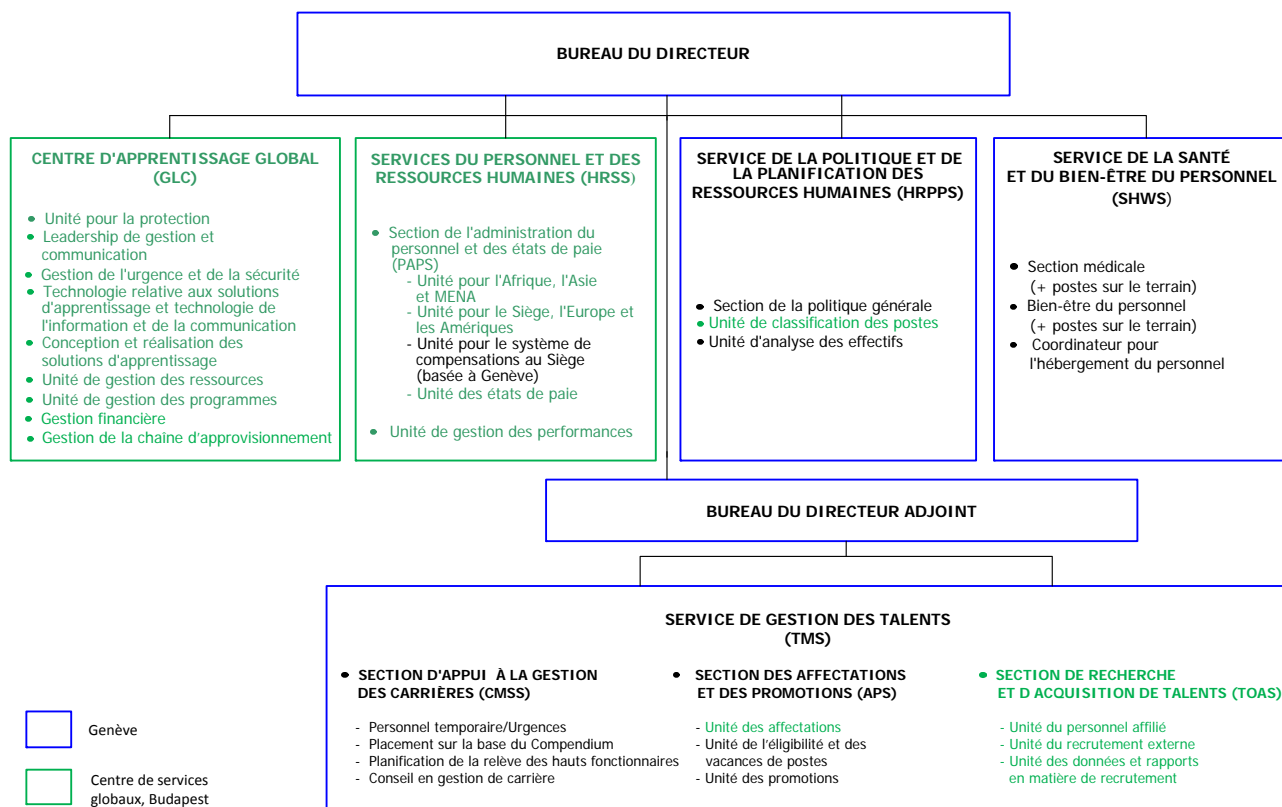 BUREAU DU DIRECTEUR
CENTRE D'APPRENTISSAGE GLOBAL
(GLC)
• Unité pour la protection
• Leadership de gestion et
communication
• Gestion de l'urgence et de la sécurité
• Technologie relative aux solutions
d'apprentissage et technologie de
l'information et de la communication
• Conception et réalisation des
solutions d'apprentissage
• Unité de gestion des ressources
• Unité de gestion des programmes
• Gestion financière
• Gestion de la chaîne d'approvisionnement
SERVICES DU PERSONNEL ET DES
RESSOURCES HUMAINES (HRSS)
• Section de l'administration du
personnel et des états de paie
(PAPS)
- Unité pour l'Afrique, l'Asie
et MENA
- Unité pour le Siège, l'Europe et
les Amériques
- Unité pour le système de
compensations au Siège
(basée à Genève)
- Unité des états de paie
• Unité de gestion des performances
SERVICE DE LA POLITIQUE ET DE
LA PLANIFICATION DES
RESSOURCES HUMAINES (HRPPS)
• Section de la politique générale
• Unité de classification des postes
• Unité d'analyse des effectifs
SERVICE DE LA SANTÉ
ET DU BIEN-ÊTRE DU PERSONNEL
(SHWS)
• Section médicale
(+ postes sur le terrain)
• Bien-être du personnel
(+ postes sur le terrain)
• Coordinateur pour
l'hébergement du personnel
BUREAU DU DIRECTEUR ADJOINT
SERVICE DE GESTION DES TALENTS
(TMS)
• SECTION D'APPUI À LA GESTION
DES CARRIÈRES (CMSS)
- Personnel temporaire/Urgences
- Placement sur la base du Compendium
- Planification de la relève des hauts fonctionnaires
- Conseil en gestion de carrière
• SECTION DES AFFECTATIONS
ET DES PROMOTIONS (APS)
- Unité des affectations
- Unité de l'éligibilité et des
vacances de postes
- Unité des promotions
• SECTION DE RECHERCHE
ET D ACQUISITION DE TALENTS (TOAS)
- Unité du personnel affilié
- Unité du recrutement externe
- Unité des données et rapports
en matière de recrutement
Genève
Centre de services
globaux, Budapest